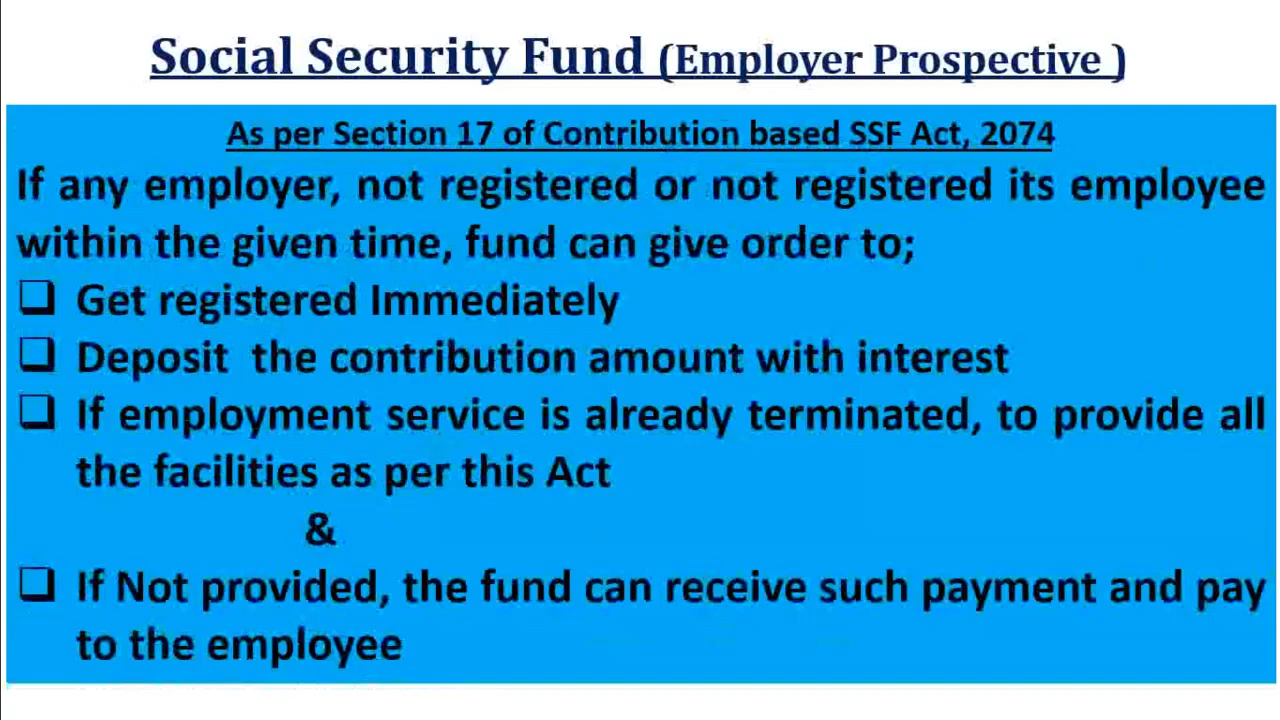 Social Security Fund (Employer Prospective )
As per Section 17 of Contribution based SSF Act, 2074
If any employer, not registered or not registered its employee
within the given time, fund can give order to;
❑ Get registered Immediately
❑ Deposit the contribution amount with interest
❑ If employment service is already terminated, to provide all
the facilities as per this Act
&
❑ If Not provided, the fund can receive such payment and pay
to the employee